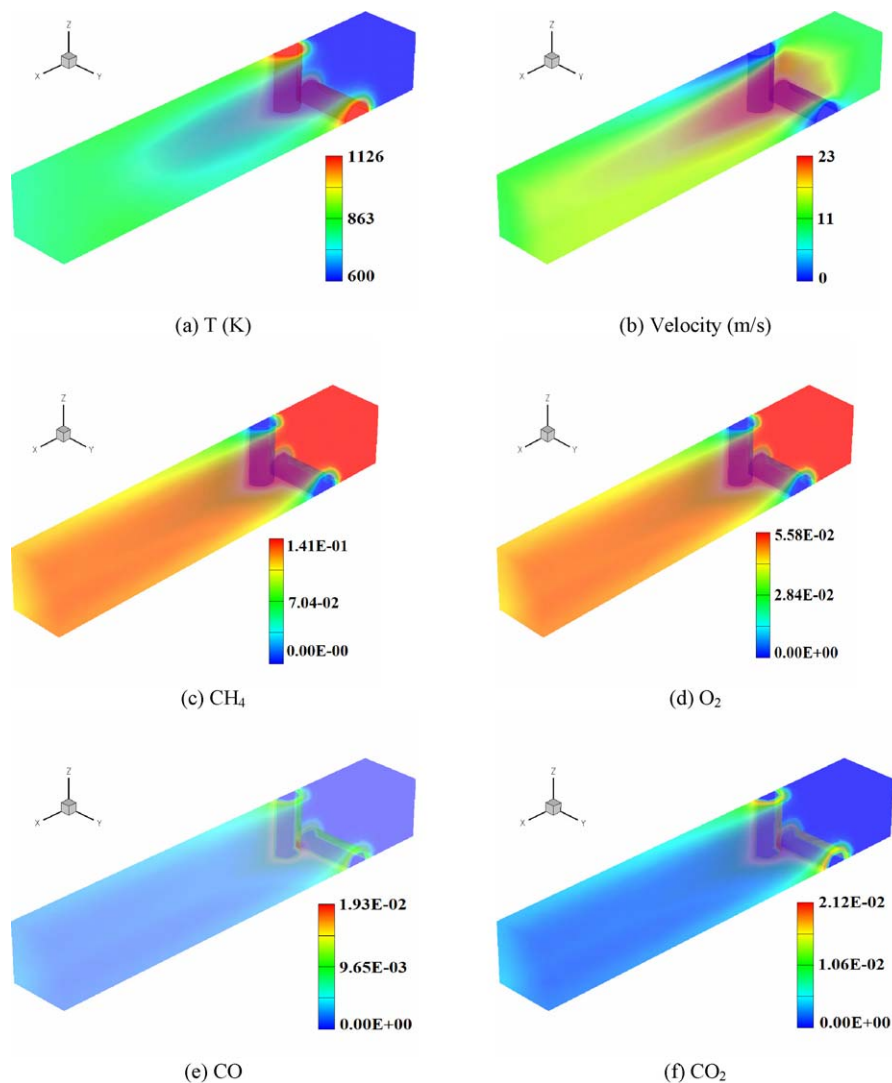 Z
X
Y
1126
863
600
(a) T (K)
Z
X
Y
23
11
0
(b) Velocity (m/s)
Z
X
Y
1.41E-01
7.04-02
0.00E-00
(c) CH₄
Z
X
Y
5.58E-02
2.84E-02
0.00E+00
(d) O₂
Z
X
Y
1.93E-02
9.65E-03
0.00E+00
(e) CO
Z
X
Y
2.12E-02
1.06E-02
0.00E+00
(f) CO₂